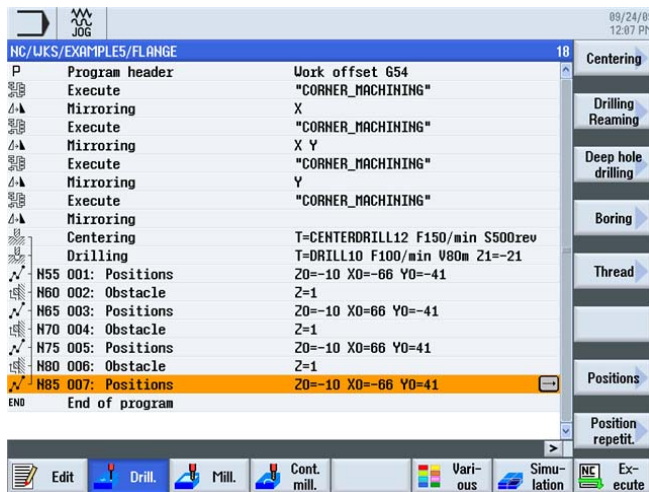 JOG
09/24/0
12:07 PM
NC/WKS/EXAMPLE5/FLANGE 18
P Program header Work offset G54
Execute "CORNER_MACHINING"
Mirroring X
Execute "CORNER_MACHINING"
Mirroring X Y
Execute "CORNER_MACHINING"
Mirroring Y
Execute "CORNER_MACHINING"
Mirroring
Centering T=CENTERDRILL12 F150/min S500rev
Drilling T=DRILL10 F100/min V80m Z1=-21
N55 001: Positions Z0=-10 X0=-66 Y0=-41
N60 002: Obstacle Z=1
N65 003: Positions Z0=-10 X0=66 Y0=-41
N70 004: Obstacle Z=1
N75 005: Positions Z0=-10 X0=66 Y0=41
N80 006: Obstacle Z=1
N85 007: Positions Z0=-10 X0=-66 Y0=41
END End of program
Centering
Drilling
Reaming
Deep hole
drilling
Boring
Thread
Positions
Position
repetit.
Edit
Drill.
Mill.
Cont.
mill.
Vari-
ous
Simu-
lation
NC Ex-
ecute